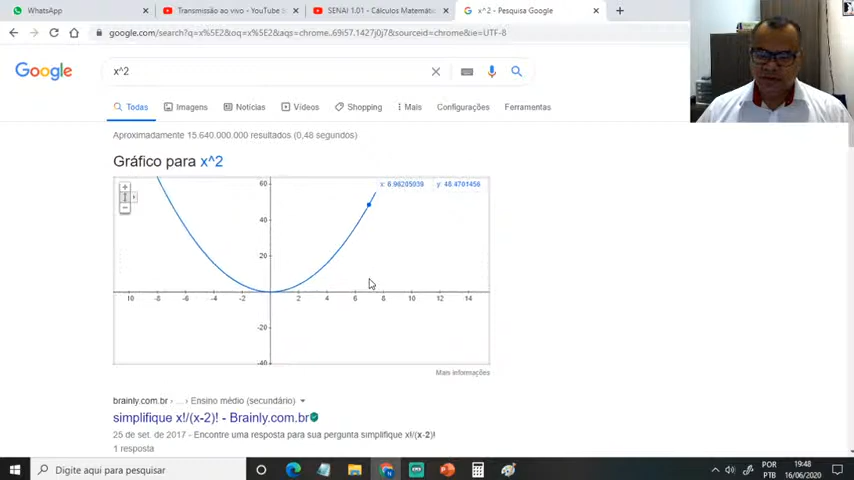 WhatsApp
Transmissão ao vivo - YouTube S
SENAI 1.01 - Cálculos Matemáti
x^2 - Pesquisa Google
google.com/search?q=x%5E2&oq=x%5E2&aqs=chrome..69i57.1427j0j7&sourceid=chrome&ie=UTF-8
Google
x^2
Todas
Imagens
Notícias
Vídeos
Shopping
Mais
Configurações
Ferramentas
Aproximadamente 15.640.000.000 resultados (0,48 segundos)
Gráfico para x^2
x: 6.96205039 y: 48.4701456
60
40
20
10 -8 -6 -4 -2 2 4 6 8 10 12 14
-20
-40
Mais informações
brainly.com.br › ... › Ensino médio (secundário)
simplifique x!/(x-2)! - Brainly.com.br
25 de set. de 2017 - Encontre uma resposta para sua pergunta simplifique x!/(x-2)!
1 resposta
Digite aqui para pesquisar
POR
PTB
19:48
16/06/2020